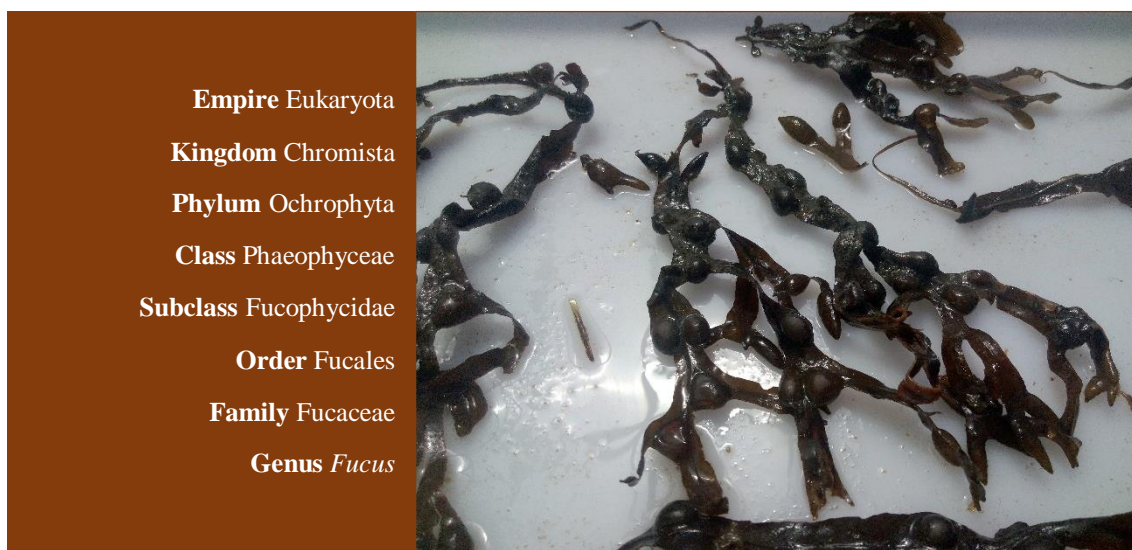 Empire Eukaryota
Kingdom Chromista
Phylum Ochrophyta
Class Phaeophyceae
Subclass Fucophycidae
Order Fucales
Family Fucaceae
Genus Fucus